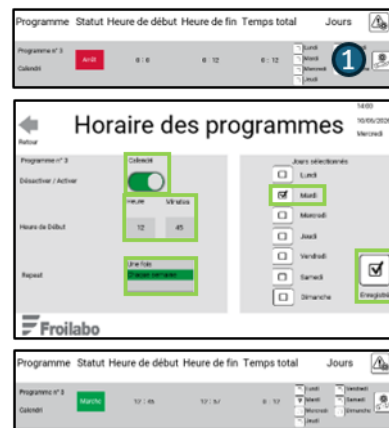 Programme Statut Heure de début Heure de fin Temps total Jours
Programme n° 3
Calendri
Arrêt
0 : 0
0 : 12
0 : 12
Lundi
Mardi
Mercredi
Jeudi
1
14:03
Mercredi
Retour
Horaire des programmes
Programme n° 3
Calendri
Désactiver / Activer
Heure Minutes
Heure de Début
12 45
Repeat
Une fois
Chaque semaine
Jours sélectionnés
Lundi
Mardi
Mercredi
Jeudi
Vendredi
Samedi
Dimanche
Enregistré
Froilabo
Programme Statut Heure de début Heure de fin Temps total Jours
Programme n° 3
Calendri
Marche
12 : 45
12 : 57
0 : 12
Lundi
Mardi
Mercredi
Jeudi
Vendredi
Samedi
Dimanche